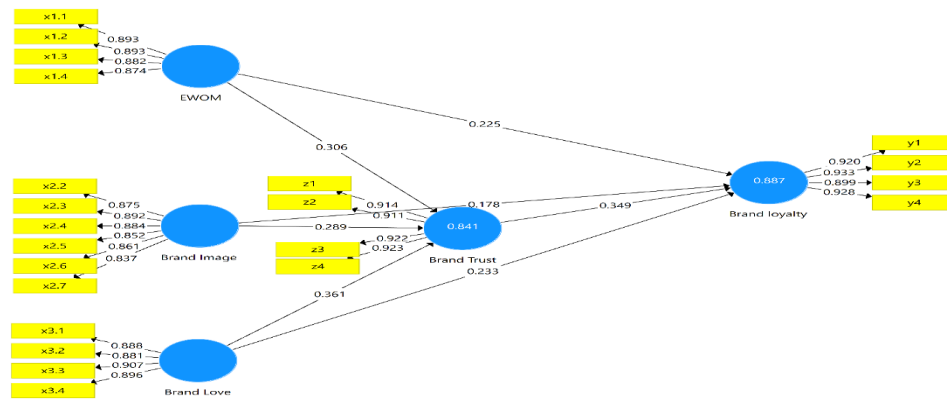 x1.1
0.893
x1.2
0.893
x1.3
0.882
x1.4
0.874
EWOM
0.225
0.306
x2.2
0.875
x2.3
0.892
x2.4
0.884
x2.5
0.852
x2.6
0.861
x2.7
0.837
Brand Image
0.178
0.289
z1
0.914
z2
0.911
z3
0.922
z4
0.923
0.841
Brand Trust
0.349
0.233
0.361
x3.1
0.888
x3.2
0.881
x3.3
0.907
x3.4
0.896
Brand Love
0.887
Brand loyalty
y1
0.920
y2
0.933
y3
0.899
y4
0.928